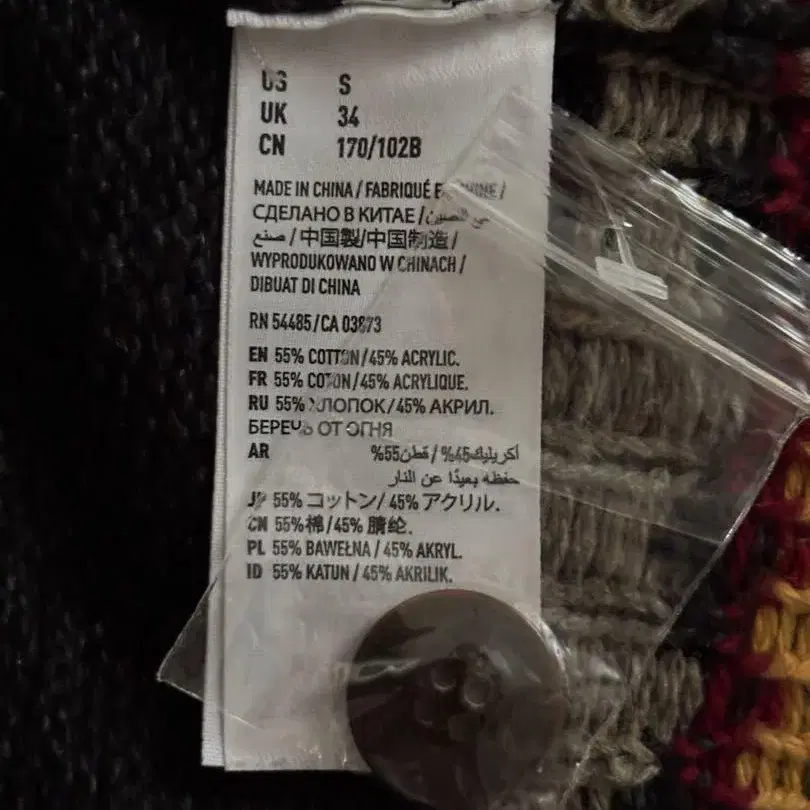 US S
UK 34
CN 170/102B
MADE IN CHINA / FABRIQUÉ
СДЕЛАНО В КИТАЕ / في الصين
صنع / 中国製/中国制造 /
WYPRODUKOWANO W CHINACH /
DIBUAT DI CHINA
RN 54485/CA 03873
EN 55% COTTON/45% ACRYLIC.
FR 55% COTON/45% ACRYLIQUE.
RU 55% ХЛОПОК/45% АКРИЛ.
БЕРЕЧЬ ОТ ОГНЯ
AR أكريليك45%/ قطن55%
حفظه بعيدًا عن النار
JP 55% コットン/ 45% アクリル.
CN 55%棉/45% 腈纶.
PL 55% BAWEŁNA / 45% AKRYL.
ID 55% KATUN / 45% AKRILIK.